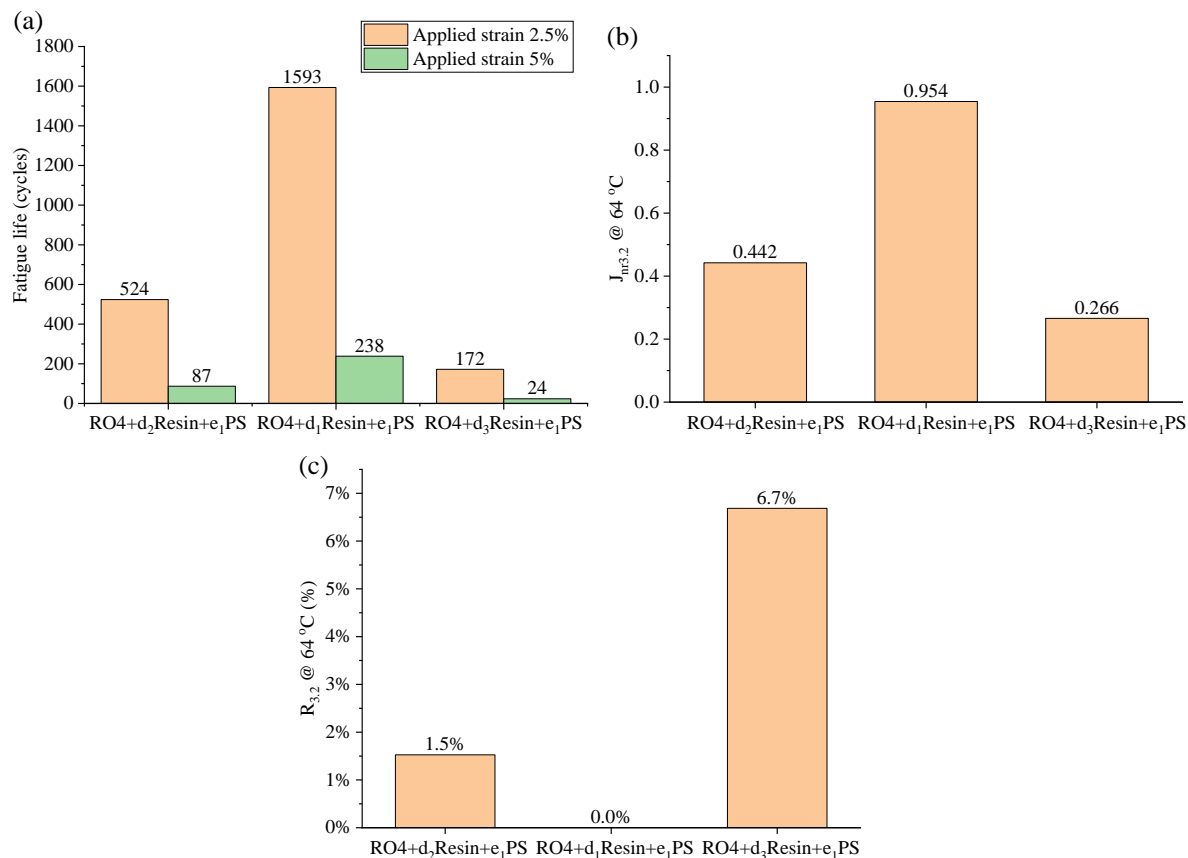 (a)
Applied strain 2.5%
Applied strain 5%
Fatigue life (cycles)
1800
1600
1400
1200
1000
800
600
400
200
0
524
87
1593
238
172
24
RO4+d₂Resin+e₁PS
RO4+d₁Resin+e₁PS
RO4+d₃Resin+e₁PS
(b)
Jnr3.2 @ 64 °C
1.0
0.8
0.6
0.4
0.2
0.0
0.442
0.954
0.266
RO4+d₂Resin+e₁PS
RO4+d₁Resin+e₁PS
RO4+d₃Resin+e₁PS
(c)
R3.2 @ 64 °C (%)
7%
6%
5%
4%
3%
2%
1%
0%
1.5%
0.0%
6.7%
RO4+d₂Resin+e₁PS
RO4+d₁Resin+e₁PS
RO4+d₃Resin+e₁PS